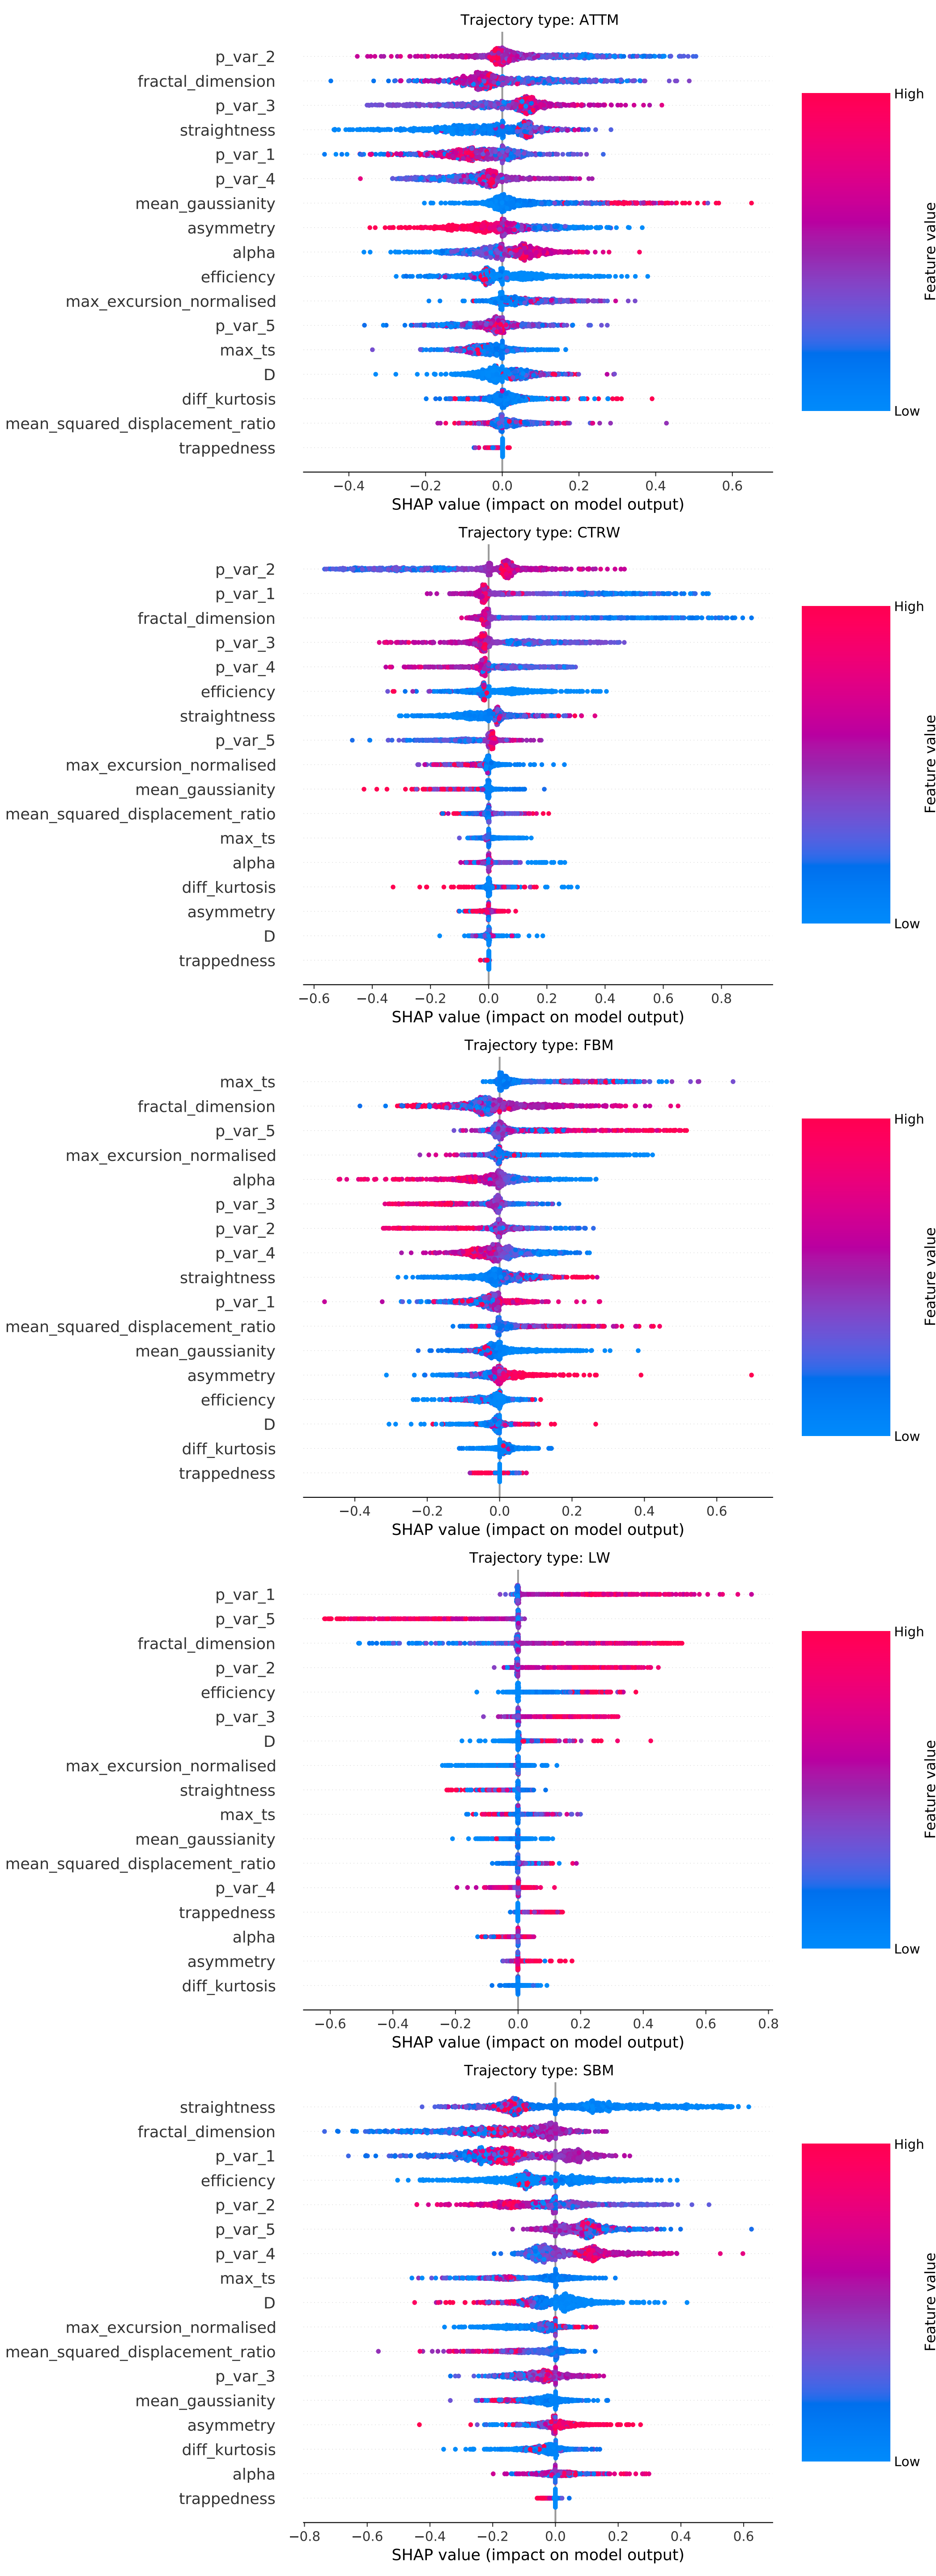 Trajectory type: ATTM
p_var_2
fractal_dimension
p_var_3
straightness
p_var_1
p_var_4
mean_gaussianity
asymmetry
alpha
efficiency
max_excursion_normalised
p_var_5
max_ts
D
diff_kurtosis
mean_squared_displacement_ratio
trappedness
−0.4 −0.2 0.0 0.2 0.4 0.6
SHAP value (impact on model output)
High
Feature value
Low
Trajectory type: CTRW
p_var_2
p_var_1
fractal_dimension
p_var_3
p_var_4
efficiency
straightness
p_var_5
max_excursion_normalised
mean_gaussianity
mean_squared_displacement_ratio
max_ts
alpha
diff_kurtosis
asymmetry
D
trappedness
−0.6 −0.4 −0.2 0.0 0.2 0.4 0.6 0.8
SHAP value (impact on model output)
High
Feature value
Low
Trajectory type: FBM
max_ts
fractal_dimension
p_var_5
max_excursion_normalised
alpha
p_var_3
p_var_2
p_var_4
straightness
p_var_1
mean_squared_displacement_ratio
mean_gaussianity
asymmetry
efficiency
D
diff_kurtosis
trappedness
−0.4 −0.2 0.0 0.2 0.4 0.6
SHAP value (impact on model output)
High
Feature value
Low
Trajectory type: LW
p_var_1
p_var_5
fractal_dimension
p_var_2
efficiency
p_var_3
D
max_excursion_normalised
straightness
max_ts
mean_gaussianity
mean_squared_displacement_ratio
p_var_4
trappedness
alpha
asymmetry
diff_kurtosis
−0.6 −0.4 −0.2 0.0 0.2 0.4 0.6 0.8
SHAP value (impact on model output)
High
Feature value
Low
Trajectory type: SBM
straightness
fractal_dimension
p_var_1
efficiency
p_var_2
p_var_5
p_var_4
max_ts
D
max_excursion_normalised
mean_squared_displacement_ratio
p_var_3
mean_gaussianity
asymmetry
diff_kurtosis
alpha
trappedness
−0.8 −0.6 −0.4 −0.2 0.0 0.2 0.4 0.6
SHAP value (impact on model output)
High
Feature value
Low